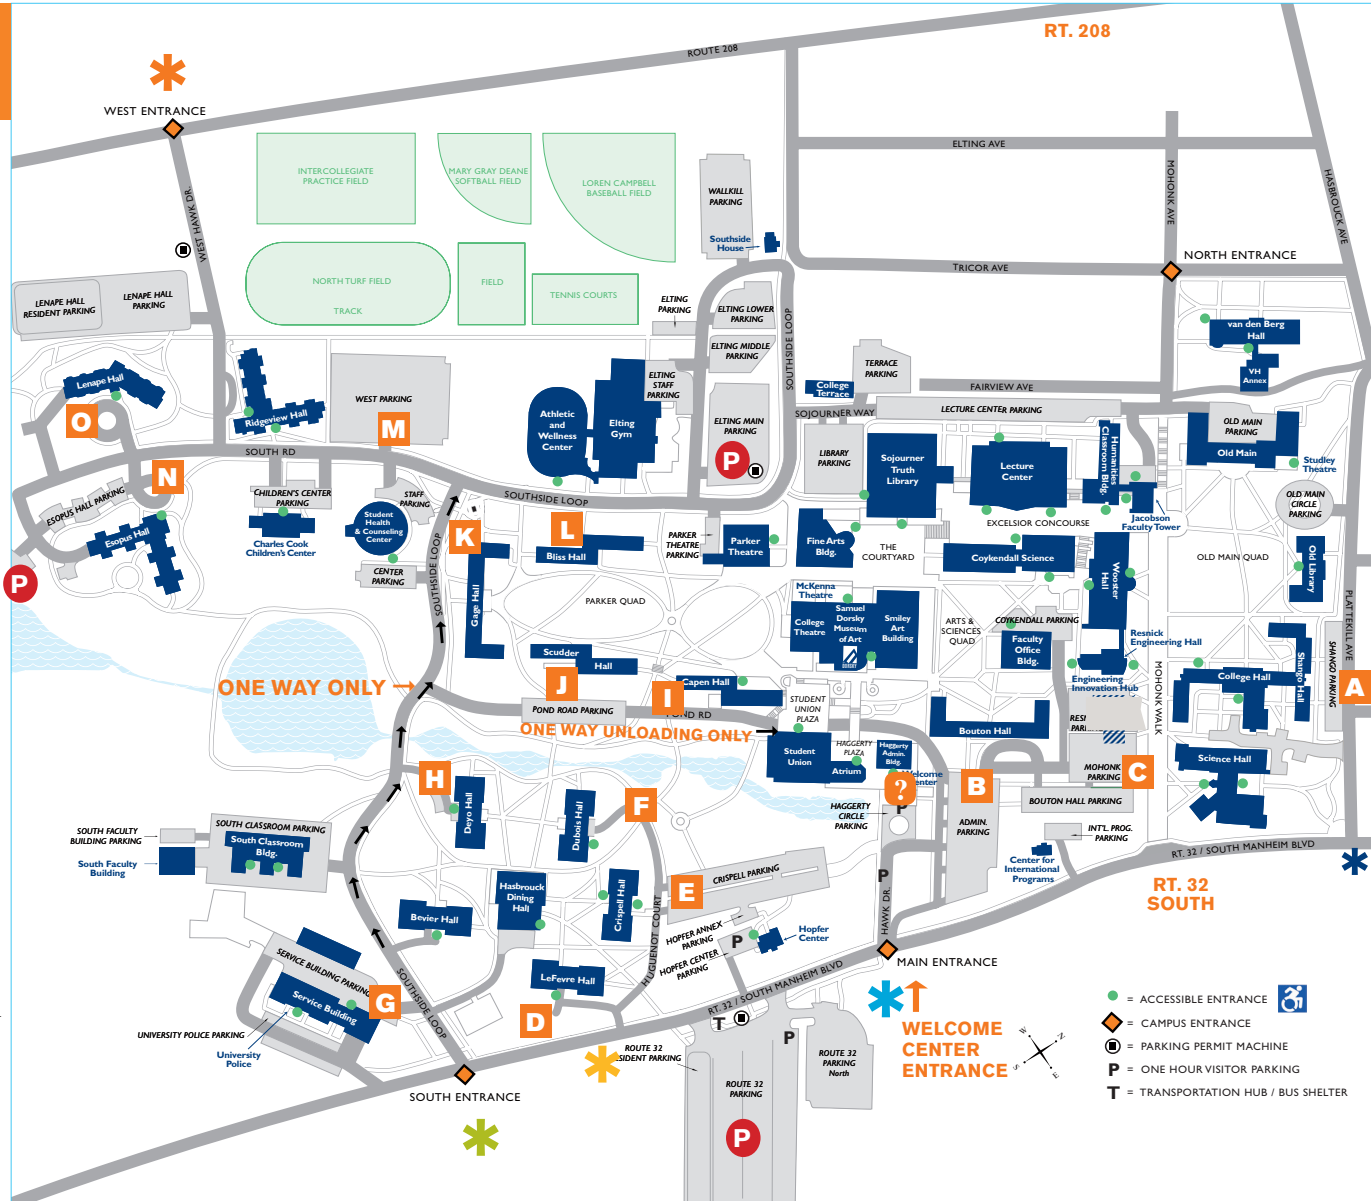 RT. 208
ROUTE 208
WEST ENTRANCE
WEST HAWK DR.
INTERCOLLEGIATE
PRACTICE FIELD
MARY GRAY DEANE
SOFTBALL FIELD
LOREN CAMPBELL
BASEBALL FIELD
WALLKILL
PARKING
Southside
House
ELTING AVE
MOHONK AVE
HASBROUCK AVE
NORTH ENTRANCE
TRICOR AVE
NORTH TURF FIELD
TRACK
FIELD
TENNIS COURTS
ELTING
PARKING
ELTING LOWER
PARKING
ELTING MIDDLE
PARKING
SOUTHSIDE LOOP
LENAPE HALL
RESIDENT PARKING
LENAPE HALL
PARKING
van den Berg
Hall
VH
Annex
Lenape Hall
O
Ridgeview Hall
WEST PARKING
M
Athletic
and
Wellness
Center
Elting
Gym
ELTING
STAFF
PARKING
ELTING MAIN
PARKING
P
TERRACE
PARKING
College
Terrace
FAIRVIEW AVE
SOJOURNER WAY
LECTURE CENTER PARKING
OLD MAIN
PARKING
Old Main
Studley
Theatre
LIBRARY
PARKING
Sojourner
Truth
Library
Lecture
Center
Humanities
Classroom Bldg.
Jacobson
Faculty Tower
OLD MAIN
CIRCLE
PARKING
SOUTH RD
N
ESOPUS HALL PARKING
Esopus Hall
CHILDREN'S CENTER
PARKING
Charles Cook
Children's Center
STAFF
PARKING
Student
Health
& Counseling
Center
CENTER
PARKING
SOUTHSIDE LOOP
K
L
Bliss Hall
Gage Hall
SOUTHSIDE LOOP
PARKER
THEATRE
PARKING
Parker
Theatre
Fine Arts
Bldg.
THE
COURTYARD
EXCELSIOR CONCOURSE
Coykendall Science
Wooster
Hall
OLD MAIN QUAD
Old Library
P
PARKER QUAD
McKenna
Theatre
College
Theatre
Samuel
Dorsky
Museum
of Art
DORSKY
Smiley
Art
Building
ARTS &
SCIENCES
QUAD
COYKENDALL PARKING
Faculty
Office
Bldg.
Resnick
Engineering Hall
Engineering
Innovation Hub
PLATTEKILL AVE
SHANGO PARKING
A
Shango Hall
College Hall
MOHONK WALK
Scudder
Hall
J
I
Capen Hall
POND ROAD PARKING
POND RD
ONE WAY ONLY
ONE WAY UNLOADING ONLY
STUDENT
UNION
PLAZA
Student
Union
Atrium
HAGGERTY
PLAZA
Haggerty
Admin.
Bldg.
Welcome
Center
?
P
Bouton Hall
MOHONK
PARKING
C
B
ADMIN.
PARKING
BOUTON HALL PARKING
INT'L. PROG.
PARKING
Center for
International
Programs
Science Hall
RT. 32 / SOUTH MANHEIM BLVD
RT. 32
SOUTH
HAGGERTY
CIRCLE
PARKING
H
Deyo Hall
Dubois Hall
F
SOUTH FACULTY
BUILDING PARKING
SOUTH CLASSROOM PARKING
South Classroom
Bldg.
South Faculty
Building
E
CRISPELL PARKING
Crispell Hall
Hasbrouck
Dining
Hall
Bevier Hall
HUGUENOT COURT
HOPFER ANNEX
PARKING
HOPFER CENTER
PARKING
P
Hopfer
Center
P
HAWK DR.
MAIN ENTRANCE
LeFevre Hall
D
SERVICE BUILDING PARKING
Service Building
G
SOUTHSIDE LOOP
UNIVERSITY POLICE PARKING
University
Police
SOUTH ENTRANCE
RT. 32 / SOUTH MANHEIM BLVD
T
P
ROUTE 32
PARKING
ROUTE 32
PARKING
North
P
WELCOME
CENTER
ENTRANCE
W
N
S
E
= ACCESSIBLE ENTRANCE
= CAMPUS ENTRANCE
= PARKING PERMIT MACHINE
P = ONE HOUR VISITOR PARKING
T = TRANSPORTATION HUB / BUS SHELTER